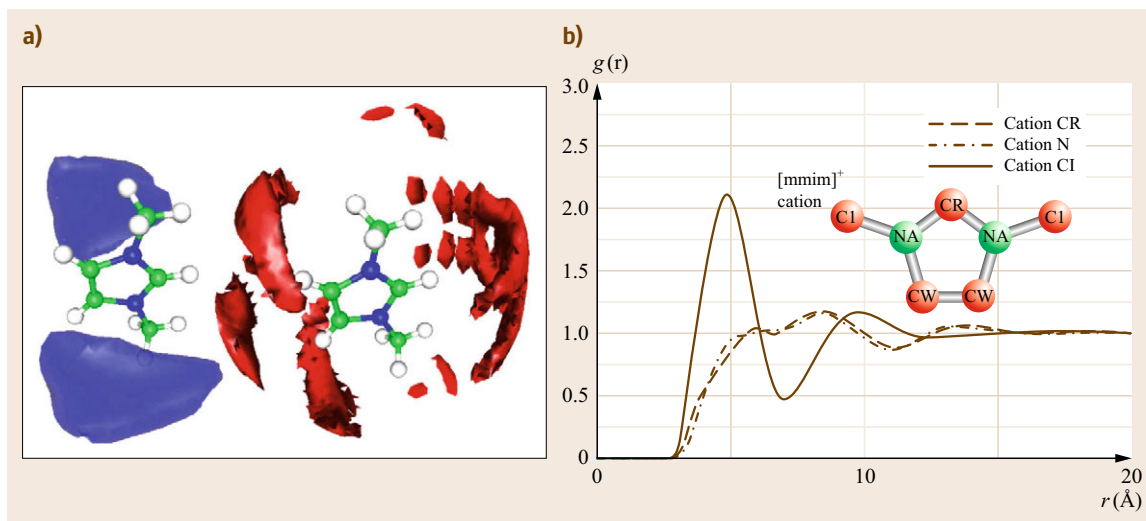 a)
b)
g (r)
3.0
2.5
2.0
1.5
1.0
0.5
0
0
5
10
20
r (Å)
Cation CR
Cation N
Cation CI
[mmim]+
cation
C1
NA
CR
NA
C1
CW
CW